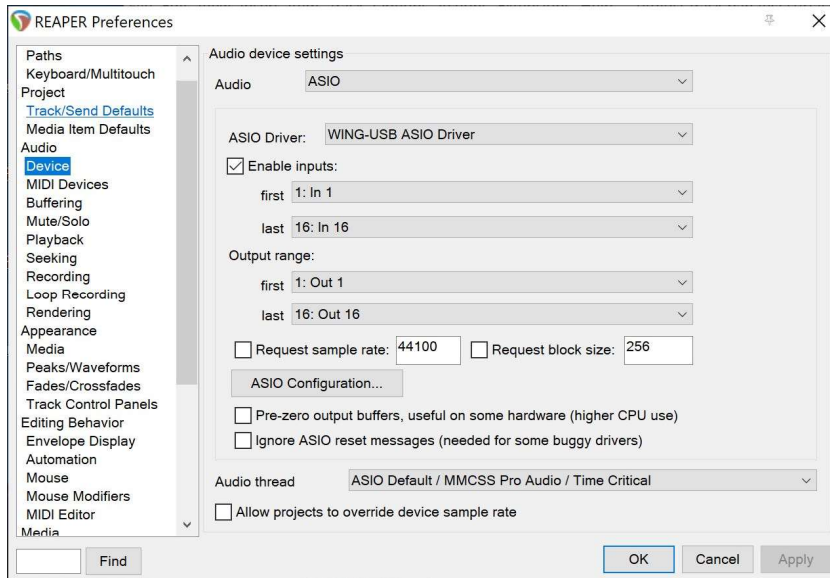 REAPER Preferences
Paths
Keyboard/Multitouch
Project
Track/Send Defaults
Media Item Defaults
Audio
Device
MIDI Devices
Buffering
Mute/Solo
Playback
Seeking
Recording
Loop Recording
Rendering
Appearance
Media
Peaks/Waveforms
Fades/Crossfades
Track Control Panels
Editing Behavior
Envelope Display
Automation
Mouse
Mouse Modifiers
MIDI Editor
Media
Find
Audio device settings
Audio ASIO
ASIO Driver: WING-USB ASIO Driver
Enable inputs:
first 1: In 1
last 16: In 16
Output range:
first 1: Out 1
last 16: Out 16
Request sample rate: 44100 Request block size: 256
ASIO Configuration...
Pre-zero output buffers, useful on some hardware (higher CPU use)
Ignore ASIO reset messages (needed for some buggy drivers)
Audio thread ASIO Default / MMCSS Pro Audio / Time Critical
Allow projects to override device sample rate
OK Cancel Apply